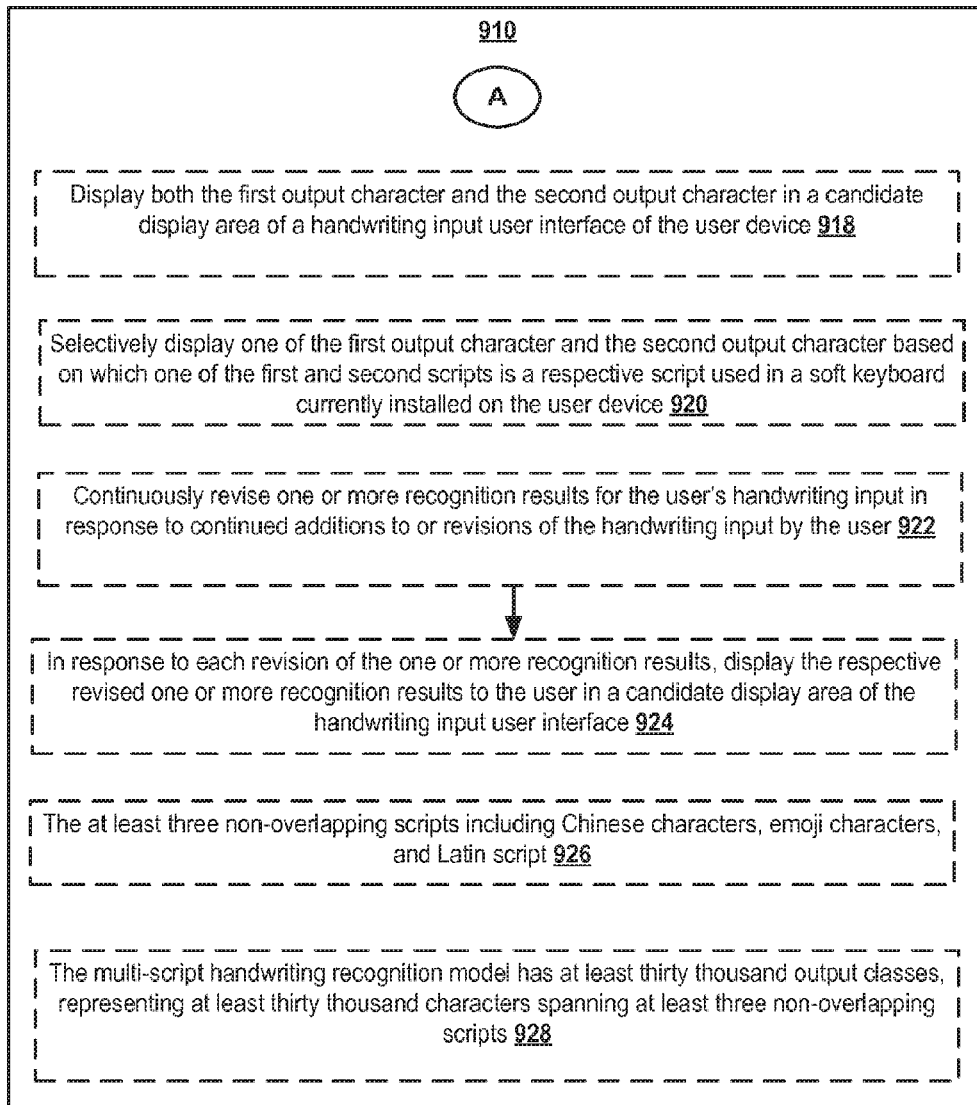 910
A
Display both the first output character and the second output character in a candidate
display area of a handwriting input user interface of the user device 918
Selectively display one of the first output character and the second output character based
on which one of the first and second scripts is a respective script used in a soft keyboard
currently installed on the user device 920
Continuously revise one or more recognition results for the user's handwriting input in
response to continued additions to or revisions of the handwriting input by the user 922
In response to each revision of the one or more recognition results, display the respective
revised one or more recognition results to the user in a candidate display area of the
handwriting input user interface 924
The at least three non-overlapping scripts including Chinese characters, emoji characters,
and Latin script 926
The multi-script handwriting recognition model has at least thirty thousand output classes,
representing at least thirty thousand characters spanning at least three non-overlapping
scripts 928